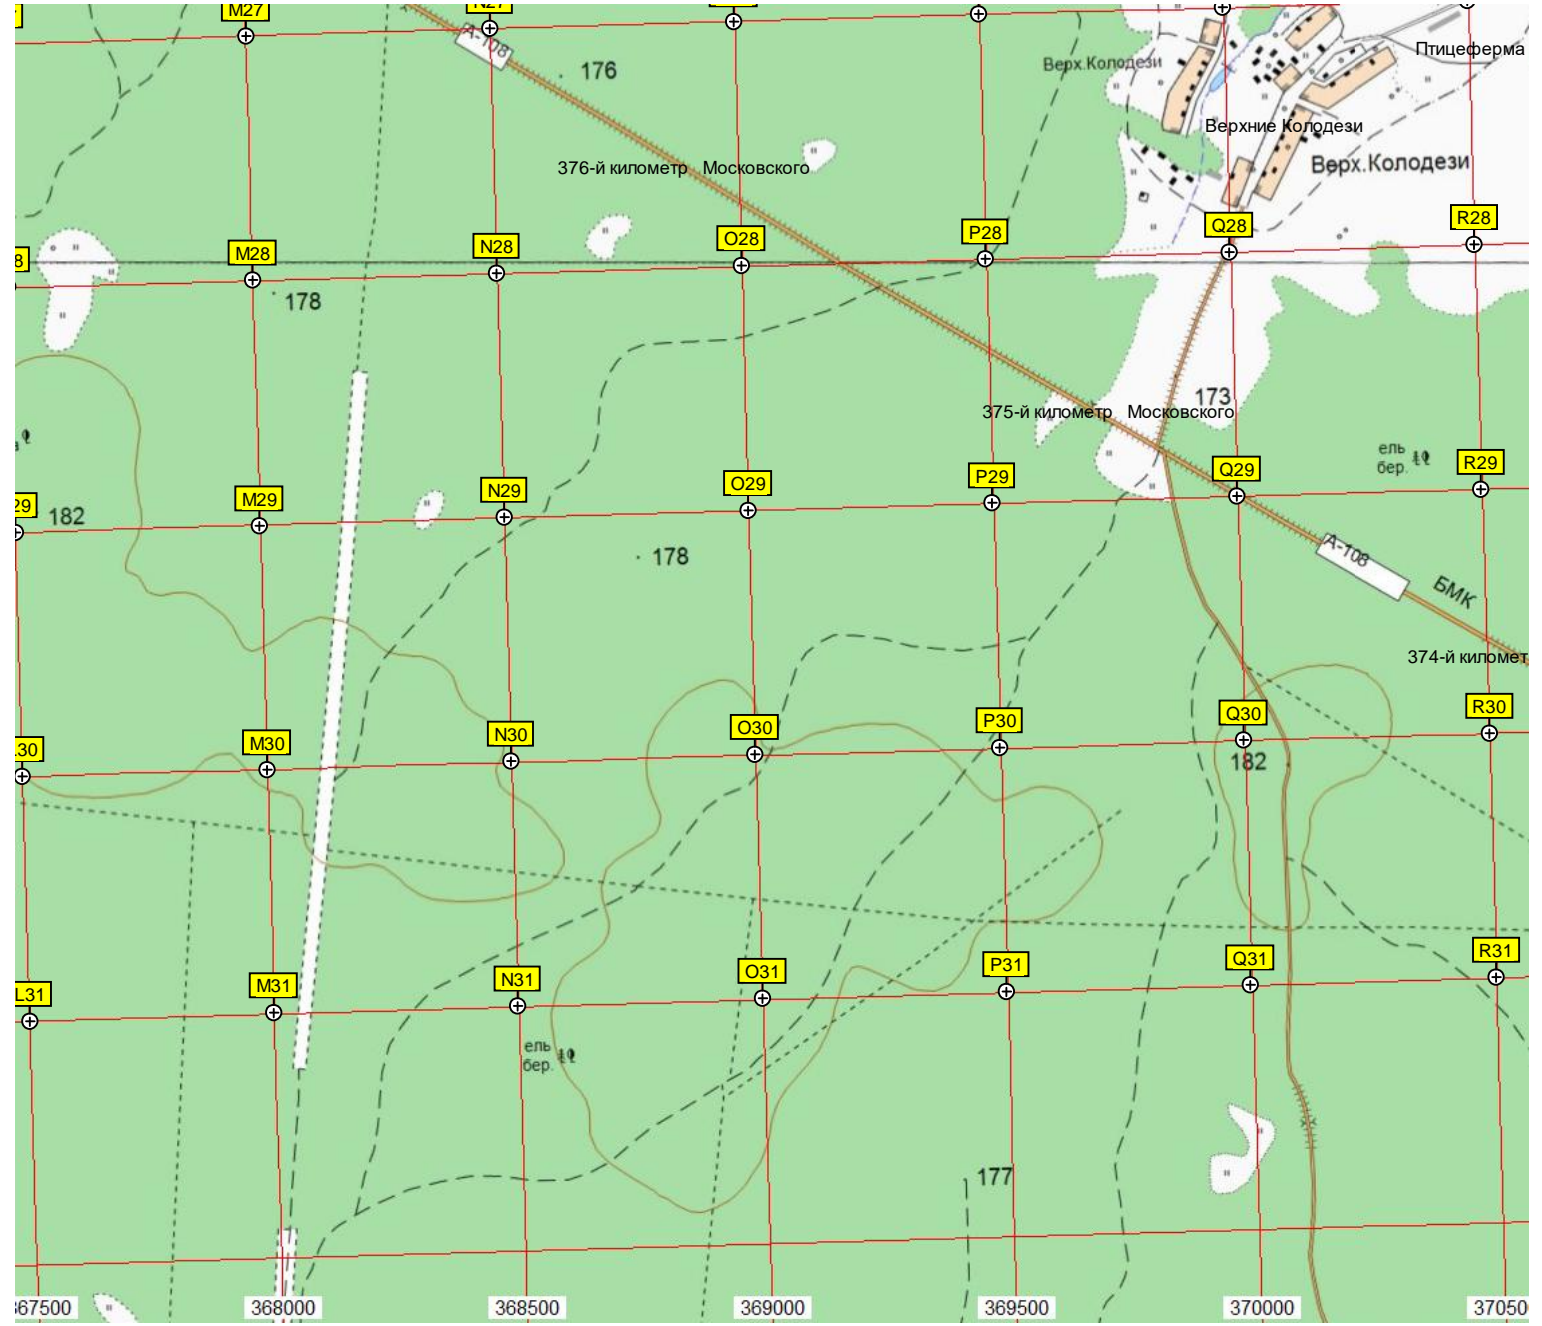 M27
N27
А-108
176
Верх.Колодези
Птицеферма
Верхние Колодези
376-й километр Московского
Верх.Колодези
8
M28
N28
O28
P28
Q28
R28
178
173
375-й километр Московского
ель
бер.
29
182
M29
N29
O29
P29
Q29
R29
178
А-108
БМК
374-й километ
.30
M30
N30
O30
P30
Q30
R30
182
L31
M31
N31
O31
P31
Q31
R31
ель
бер.
177
367500
368000
368500
369000
369500
370000
37050